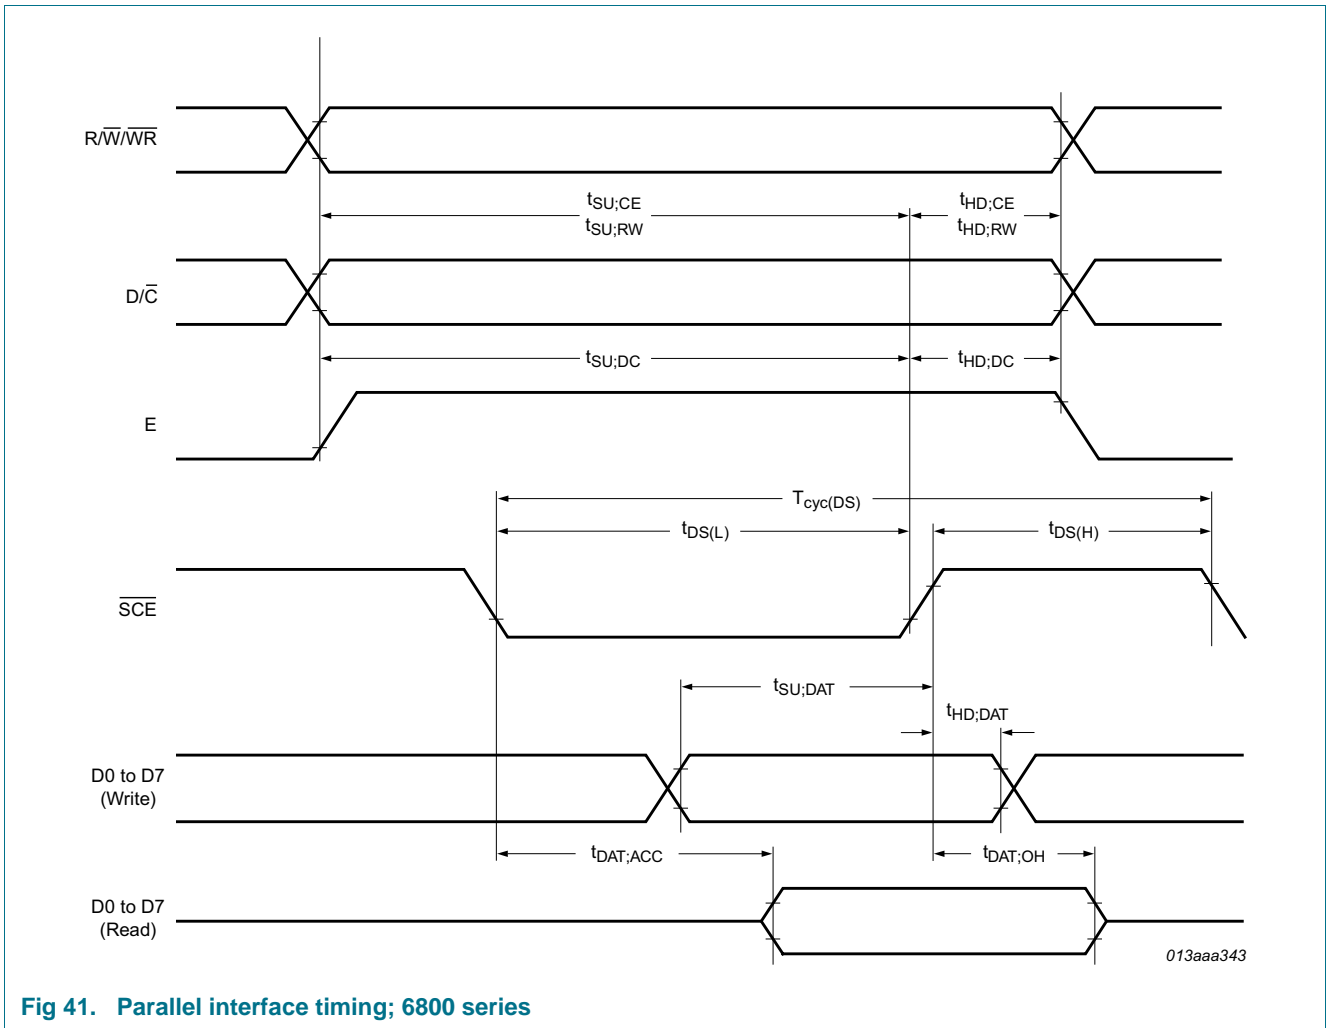 R/W̅/W̅R̅
tSU;CE
tHD;CE
tSU;RW
tHD;RW
D/C̅
tSU;DC
tHD;DC
E
Tcyc(DS)
tDS(L)
tDS(H)
S̅C̅E̅
tSU;DAT
tHD;DAT
D0 to D7
(Write)
tDAT;ACC
tDAT;OH
D0 to D7
(Read)
013aaa343
Fig 41. Parallel interface timing; 6800 series